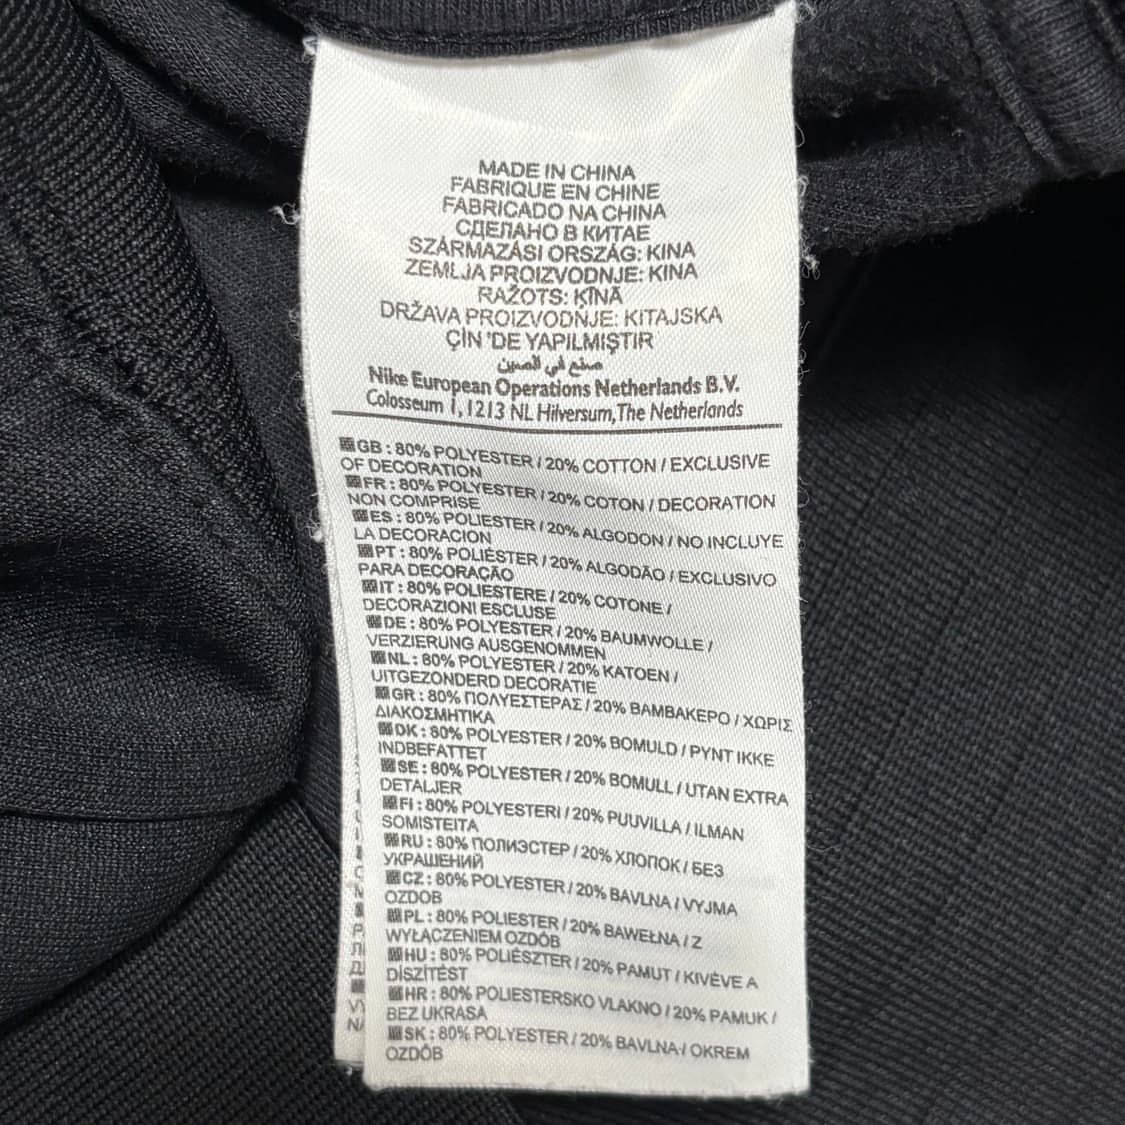 MADE IN CHINA
FABRIQUE EN CHINE
FABRICADO NA CHINA
СДЕЛАНО В КИТАЕ
SZÁRMAZÁSI ORSZÁG: KINA
ZEMLJA PROIZVODNJE: KINA
RAŽOTS: ĶĪNĀ
DRŽAVA PROIZVODNJE: KITAJSKA
ÇİN 'DE YAPILMIŞTIR
صنع في الصين
Nike European Operations Netherlands B.V.
Colosseum 1, 1213 NL Hilversum, The Netherlands
GB : 80% POLYESTER / 20% COTTON / EXCLUSIVE
OF DECORATION
FR : 80% POLYESTER / 20% COTON / DECORATION
NON COMPRISE
ES : 80% POLIESTER / 20% ALGODON / NO INCLUYE
LA DECORACION
PT : 80% POLIÉSTER / 20% ALGODÃO / EXCLUSIVO
PARA DECORAÇÃO
IT : 80% POLIESTERE / 20% COTONE /
DECORAZIONI ESCLUSE
DE : 80% POLYESTER / 20% BAUMWOLLE /
VERZIERUNG AUSGENOMMEN
NL : 80% POLYESTER / 20% KATOEN /
UITGEZONDERD DECORATIE
GR : 80% ΠΟΛΥΕΣΤΕΡΑΣ / 20% ΒΑΜΒΑΚΕΡΟ / ΧΩΡΙΣ
ΔΙΑΚΟΣΜΗΤΙΚΑ
DK : 80% POLYESTER / 20% BOMULD / PYNT IKKE
INDBEFATTET
SE : 80% POLYESTER / 20% BOMULL / UTAN EXTRA
DETALJER
FI : 80% POLYESTERI / 20% PUUVILLA / ILMAN
SOMISTEITA
RU : 80% ПОЛИЭСТЕР / 20% ХЛОПОК / БЕЗ
УКРАШЕНИЙ
CZ : 80% POLYESTER / 20% BAVLNA / VYJMA
OZDOB
PL : 80% POLIESTER / 20% BAWEŁNA / Z
WYŁĄCZENIEM OZDÓB
HU : 80% POLIÉSZTER / 20% PAMUT / KIVÉVE A
DÍSZÍTÉST
HR : 80% POLIESTERSKO VLAKNO / 20% PAMUK /
BEZ UKRASA
SK : 80% POLYESTER / 20% BAVLNA / OKREM
OZDÔB